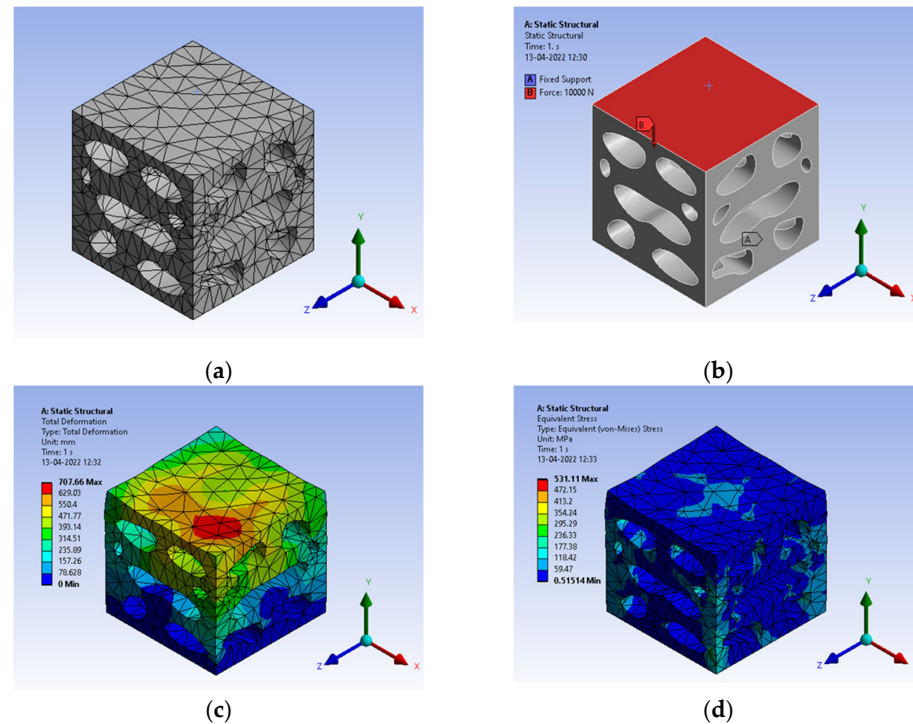 Y
Z
X
(a)
A: Static Structural
Static Structural
Time: 1. s
13-04-2022 12:30
A Fixed Support
B Force: 10000 N
B
A
Y
Z
X
(b)
A: Static Structural
Total Deformation
Type: Total Deformation
Unit: mm
Time: 1 s
13-04-2022 12:32
707.66 Max
629.03
550.4
471.77
393.14
314.51
235.89
157.26
78.628
0 Min
Y
Z
X
(c)
A: Static Structural
Equivalent Stress
Type: Equivalent (von-Mises) Stress
Unit: MPa
Time: 1 s
13-04-2022 12:33
531.11 Max
472.15
413.2
354.24
295.29
236.33
177.38
118.42
59.47
0.51514 Min
Y
Z
X
(d)